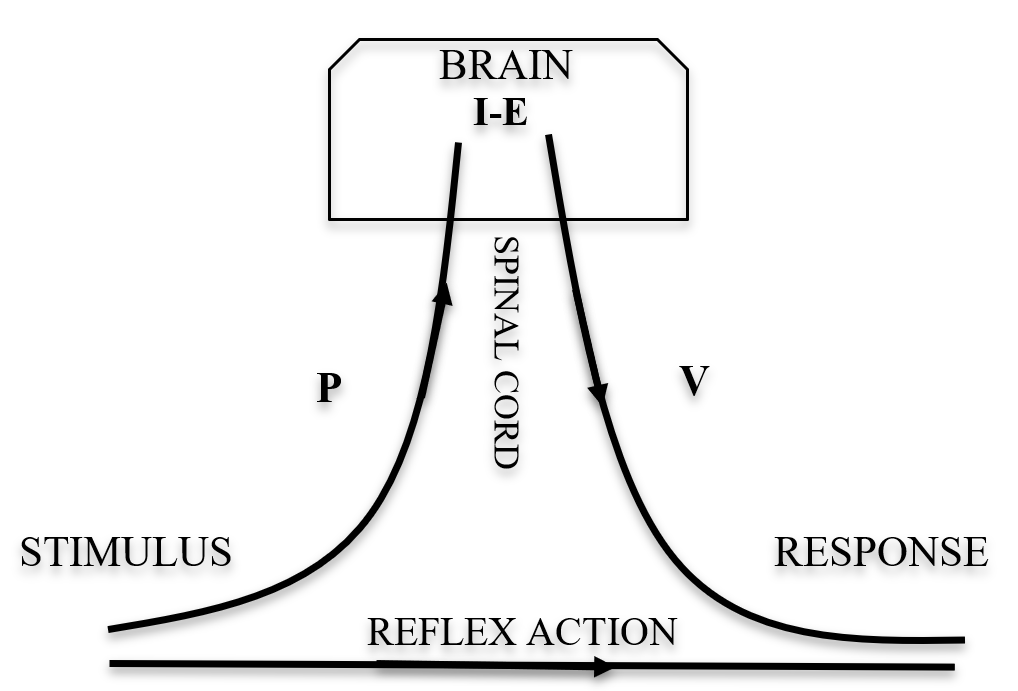 BRAIN
I-E
SPINAL CORD
P
V
STIMULUS
RESPONSE
REFLEX ACTION